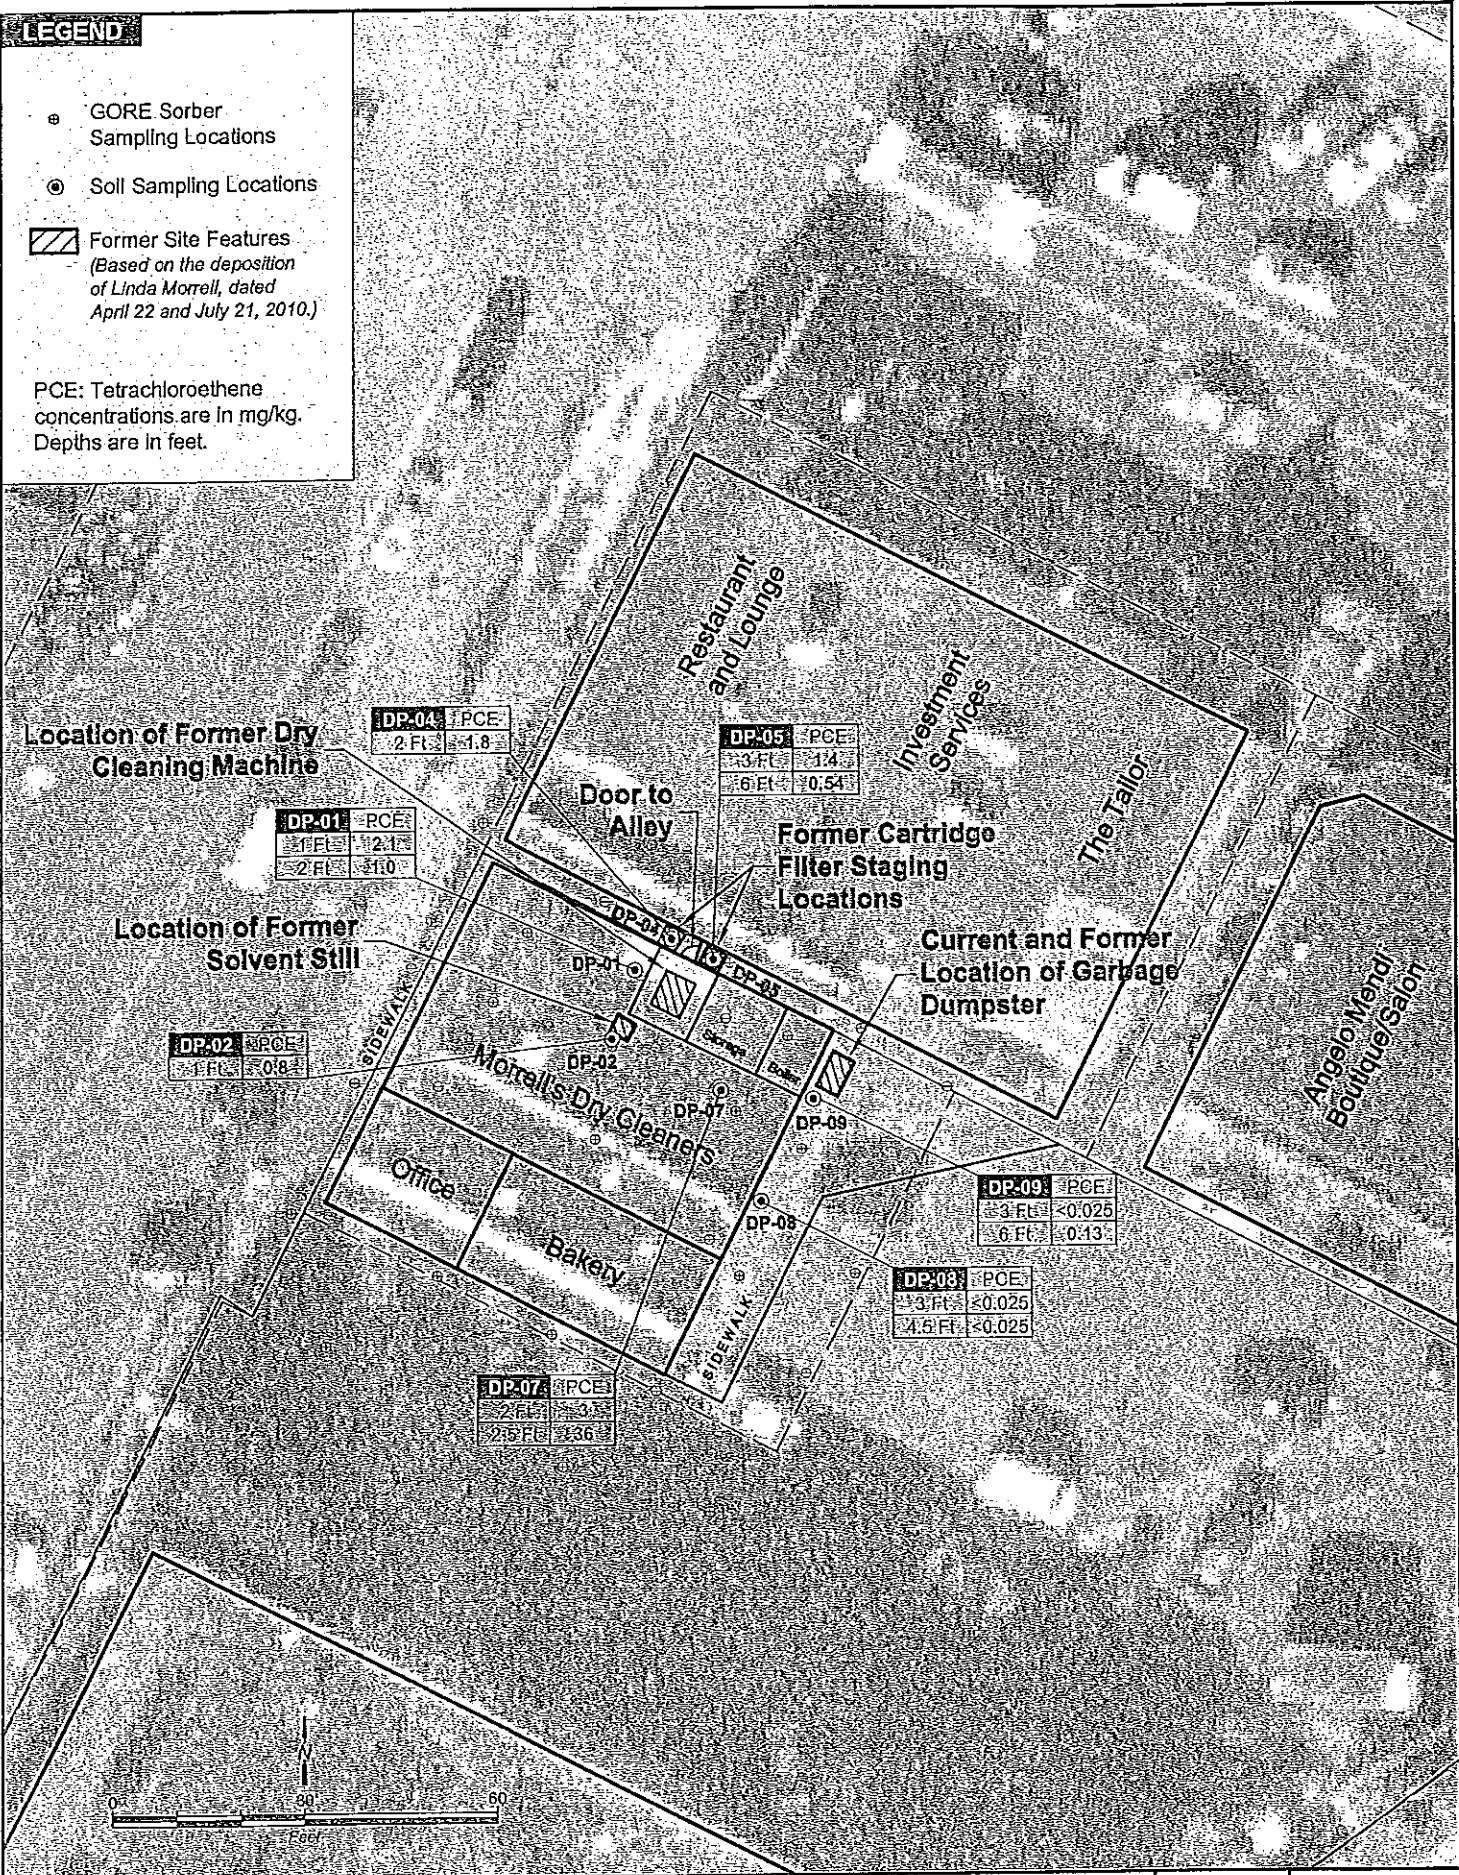 LEGEND
GORE Sorber
Sampling Locations
Soil Sampling Locations
Former Site Features
(Based on the deposition
of Linda Morrell, dated
April 22 and July 21, 2010.)
PCE: Tetrachloroethene
concentrations are in mg/kg.
Depths are in feet.
Restaurant
and Lounge
Investment
Services
The Tailor
Angelo Mendi
Boutique/Salon
Location of Former Dry
Cleaning Machine
DP-04 PCE
2 Ft. 1.8
DP-05 PCE
3 Ft. 1.4
6 Ft. 0.54
Door to
Alley
DP-01 PCE
1 Ft. 2.1
2 Ft. 1.0
Former Cartridge
Filter Staging
Locations
Location of Former
Solvent Still
Current and Former
Location of Garbage
Dumpster
DP-04
DP-05
DP-01
SIDEWALK
Storage
Boiler
DP-02 PCE
1 Ft. 0.8
DP-02
Morrall's Dry Cleaners
DP-07
DP-09
Office
Bakery
DP-08
SIDEWALK
DP-09 PCE
3 Ft. <0.025
6 Ft. 0.13
DP-08 PCE
3 Ft. <0.025
4.5 Ft. <0.025
DP-07 PCE
2 Ft.
2.5 Ft.
N
0 60
Feet